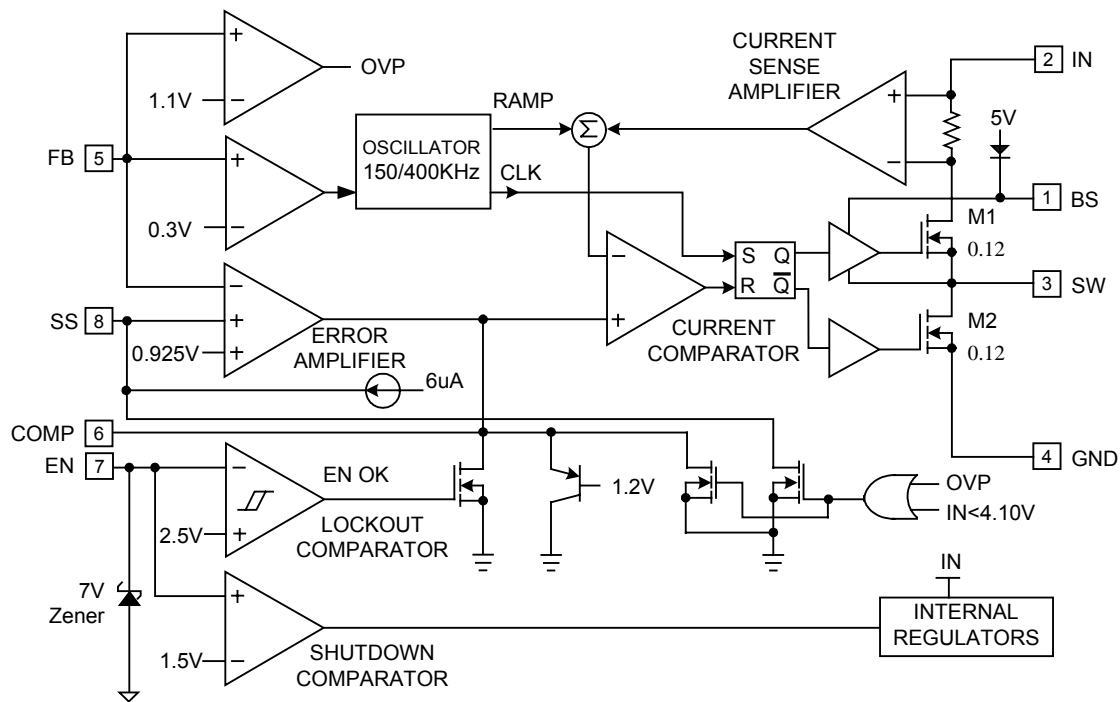 +
OVP
1.1V
−
CURRENT
SENSE
AMPLIFIER
+
−
2 IN
5V
RAMP
Σ
FB 5
+
0.3V
−
OSCILLATOR
150/400KHz
CLK
1 BS
M1
0.12
−
+
S Q
R Q̅
3 SW
CURRENT
COMPARATOR
M2
0.12
SS 8
−
+
0.925V
+
ERROR
AMPLIFIER
6uA
COMP 6
EN 7
−
EN OK
2.5V
+
LOCKOUT
COMPARATOR
1.2V
4 GND
OVP
IN<4.10V
7V
Zener
+
1.5V
−
SHUTDOWN
COMPARATOR
IN
INTERNAL
REGULATORS